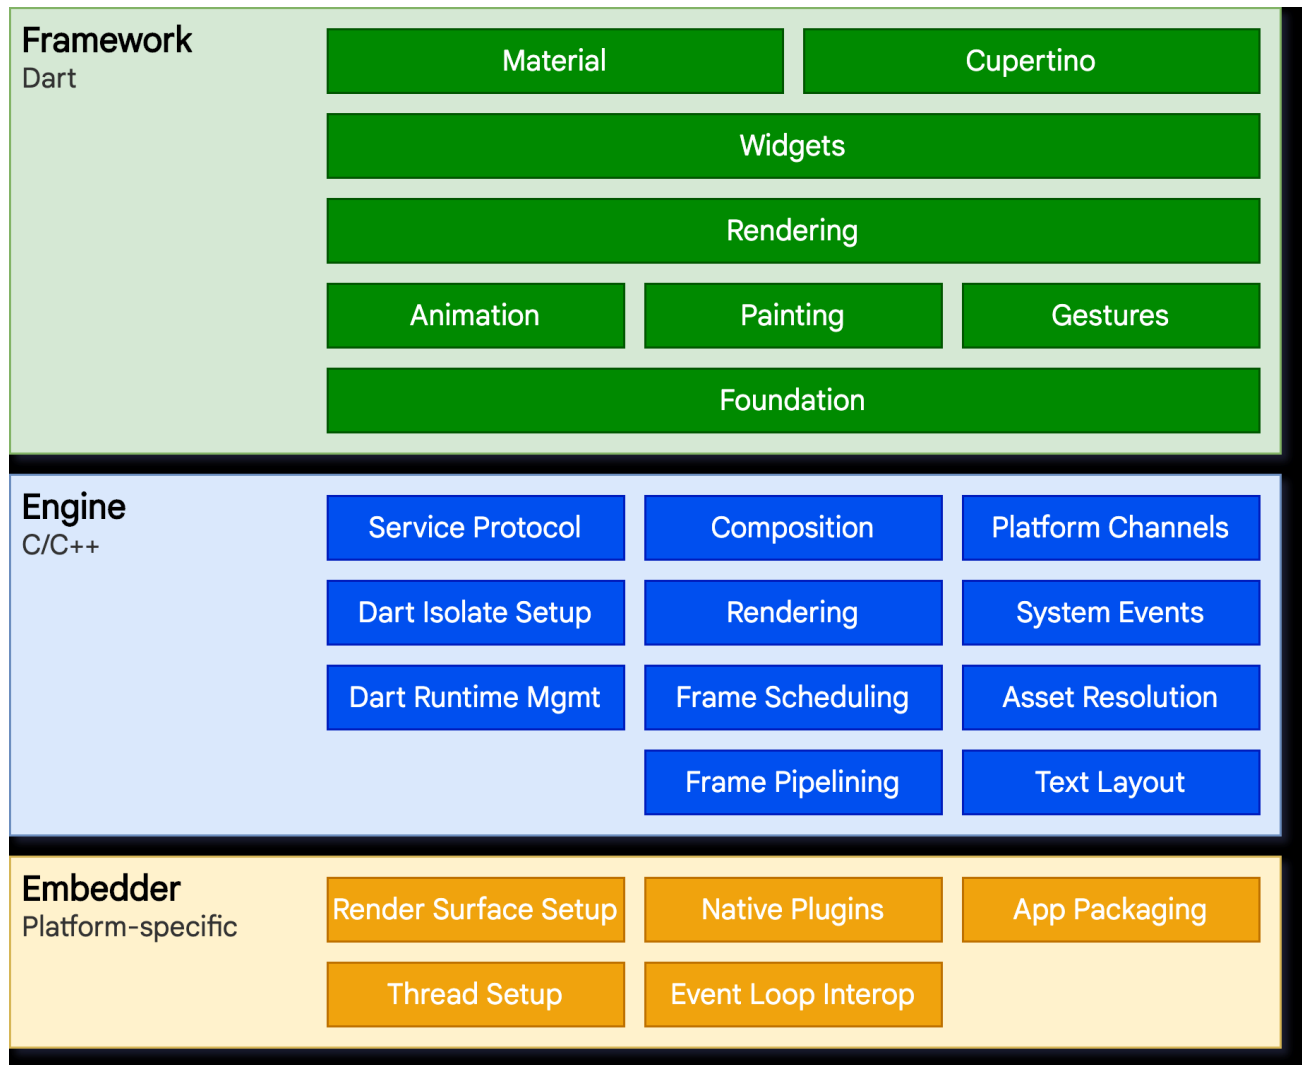 Framework
Dart
Material
Cupertino
Widgets
Rendering
Animation
Painting
Gestures
Foundation
Engine
C/C++
Service Protocol
Composition
Platform Channels
Dart Isolate Setup
Rendering
System Events
Dart Runtime Mgmt
Frame Scheduling
Asset Resolution
Frame Pipelining
Text Layout
Embedder
Platform-specific
Render Surface Setup
Native Plugins
App Packaging
Thread Setup
Event Loop Interop